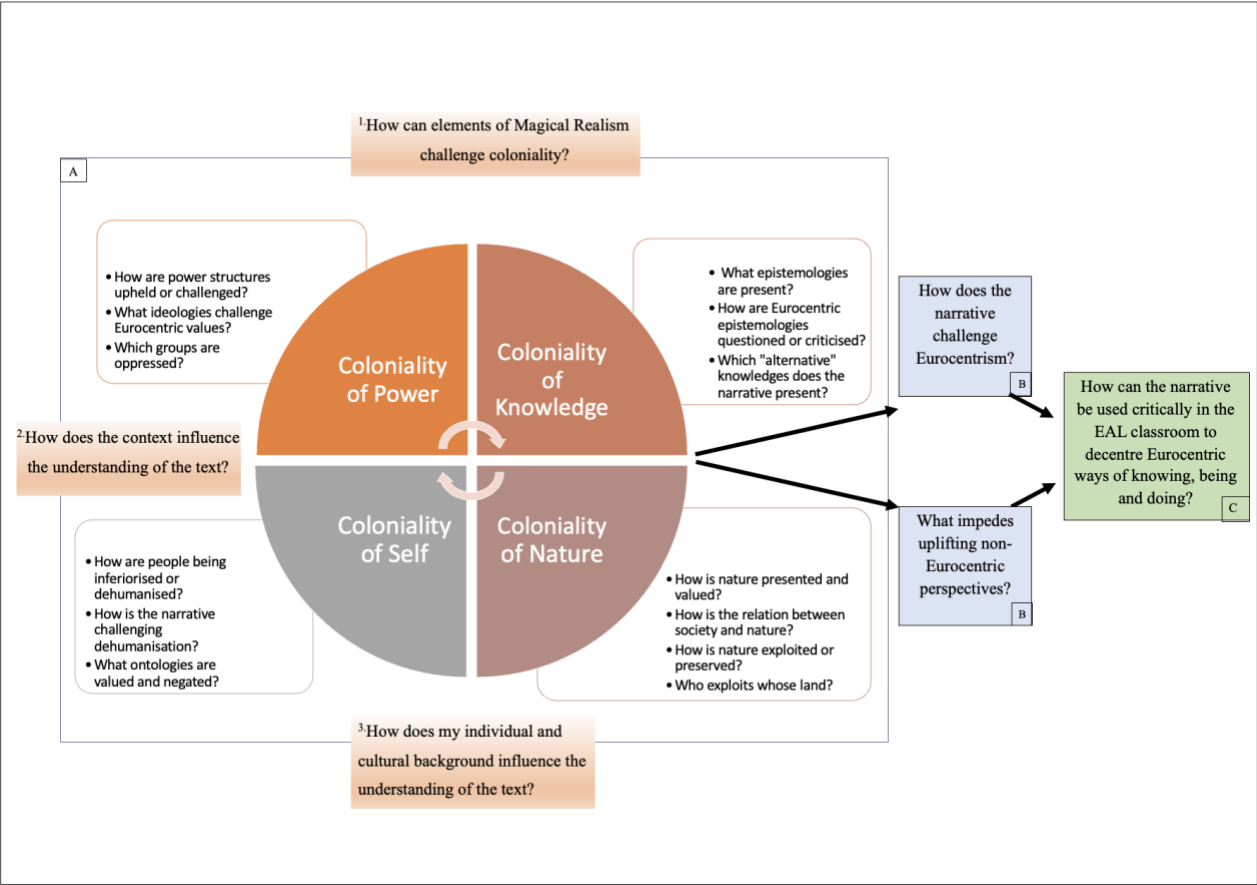 1.How can elements of Magical Realism
challenge coloniality?
A
• How are power structures
upheld or challenged?
• What ideologies challenge
Eurocentric values?
• Which groups are
oppressed?
Coloniality
of Power
Coloniality
of
Knowledge
• What epistemologies
are present?
• How are Eurocentric
epistemologies
questioned or criticised?
• Which "alternative"
knowledges does the
narrative present?
2.How does the context influence
the understanding of the text?
• How are people being
inferiorised or
dehumanised?
• How is the narrative
challenging
dehumanisation?
• What ontologies are
valued and negated?
Coloniality
of Self
Coloniality
of Nature
• How is nature presented and
valued?
• How is the relation between
society and nature?
• How is nature exploited or
preserved?
• Who exploits whose land?
3.How does my individual and
cultural background influence the
understanding of the text?
How does the
narrative
challenge
Eurocentrism?
B
What impedes
uplifting non-
Eurocentric
perspectives?
B
How can the narrative
be used critically in the
EAL classroom to
decentre Eurocentric
ways of knowing, being
and doing?
C